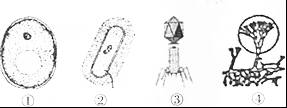 ① ② ③ ④